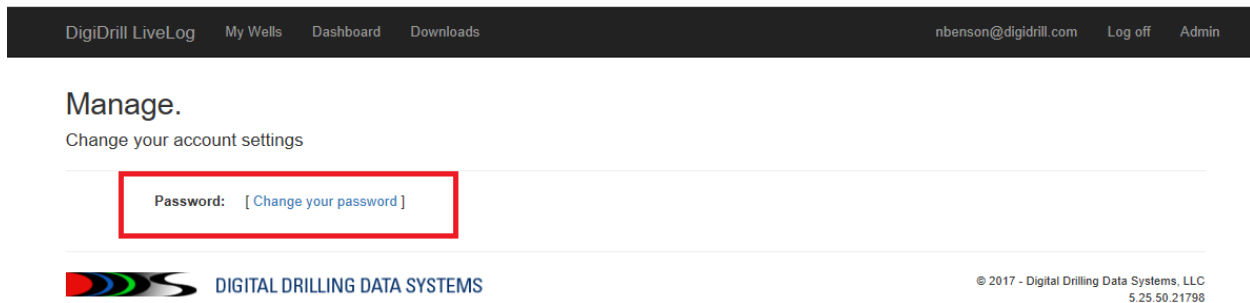 DigiDrill LiveLog My Wells Dashboard Downloads nbenson@digidrill.com Log off Admin
Manage.
Change your account settings
Password: [ Change your password ]
DIGITAL DRILLING DATA SYSTEMS
© 2017 - Digital Drilling Data Systems, LLC
5.25.50.21798